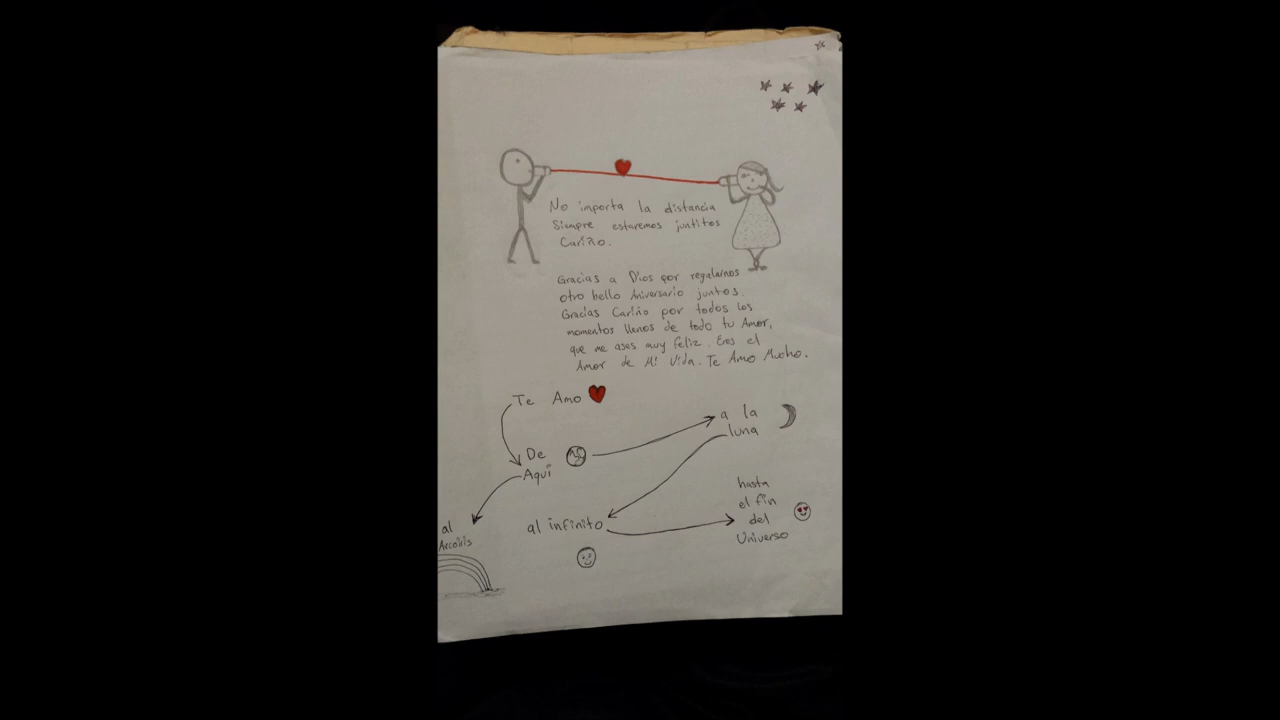 No importa la distancia
Siempre estaremos juntitos
Cariño.
Gracias a Dios por regalarnos
otro bello Aniversario juntos.
Gracias Cariño por todos los
momentos llenos de todo tu Amor,
que me ases muy feliz. Eres el
Amor de Mi Vida. Te Amo Mucho.
Te Amo
De
Aquí
a la
luna
al infinito
hasta
el fin
del
Universo
al
Arcoiris